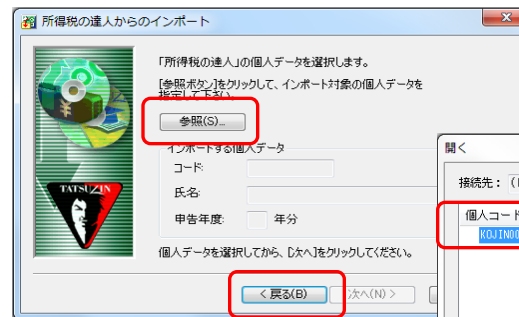 所得税の達人からのインポート
「所得税の達人」の個人データを選択します。
[参照ボタン]をクリックして、インポート対象の個人データを
指定して下さい。
参照(S)...
インポートする個人データ
コード:
氏名:
申告年度: 年分
個人データを選択してから、[次へ]をクリックしてください。
< 戻る(B)
次へ(N) >
TATSUZIN
開く
接続先:
個人コード
KOJIN00